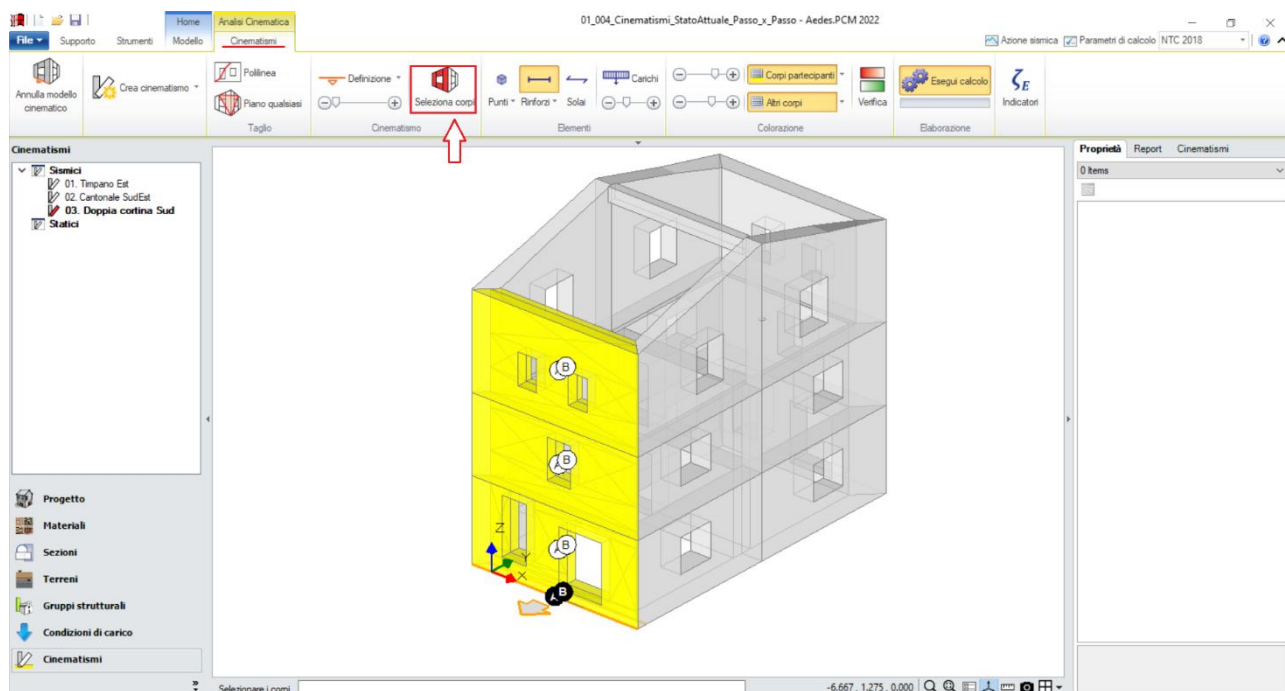 01_004_Cinematismi_StatoAttuale_Passo_x_Passo - Aedes.PCM 2022
Home
Analisi Cinematica
File
Supporto
Strumenti
Modello
Cinematismi
Azione sismica
Parametri di calcolo
NTC 2018
Annulla modello
cinematico
Crea cinematismo
Polilinea
Piano qualsiasi
Taglio
Definizione
Seleziona corpi
Cinematismo
Punti
Rinforzi
Solai
Carichi
Elementi
Corpi partecipanti
Altri corpi
Verifica
Colorazione
Esegui calcolo
Elaborazione
ζE
Indicatori
Cinematismi
Sismici
01. Timpano Est
02. Cantonale SudEst
03. Doppia cortina Sud
Statici
Progetto
Materiali
Sezioni
Terreni
Gruppi strutturali
Condizioni di carico
Cinematismi
A B
A B
A B
A B
Z
Y
X
Proprietà
Report
Cinematismi
0 Items
Selezionare i corpi
-6.667 , 1.275 , 0.000